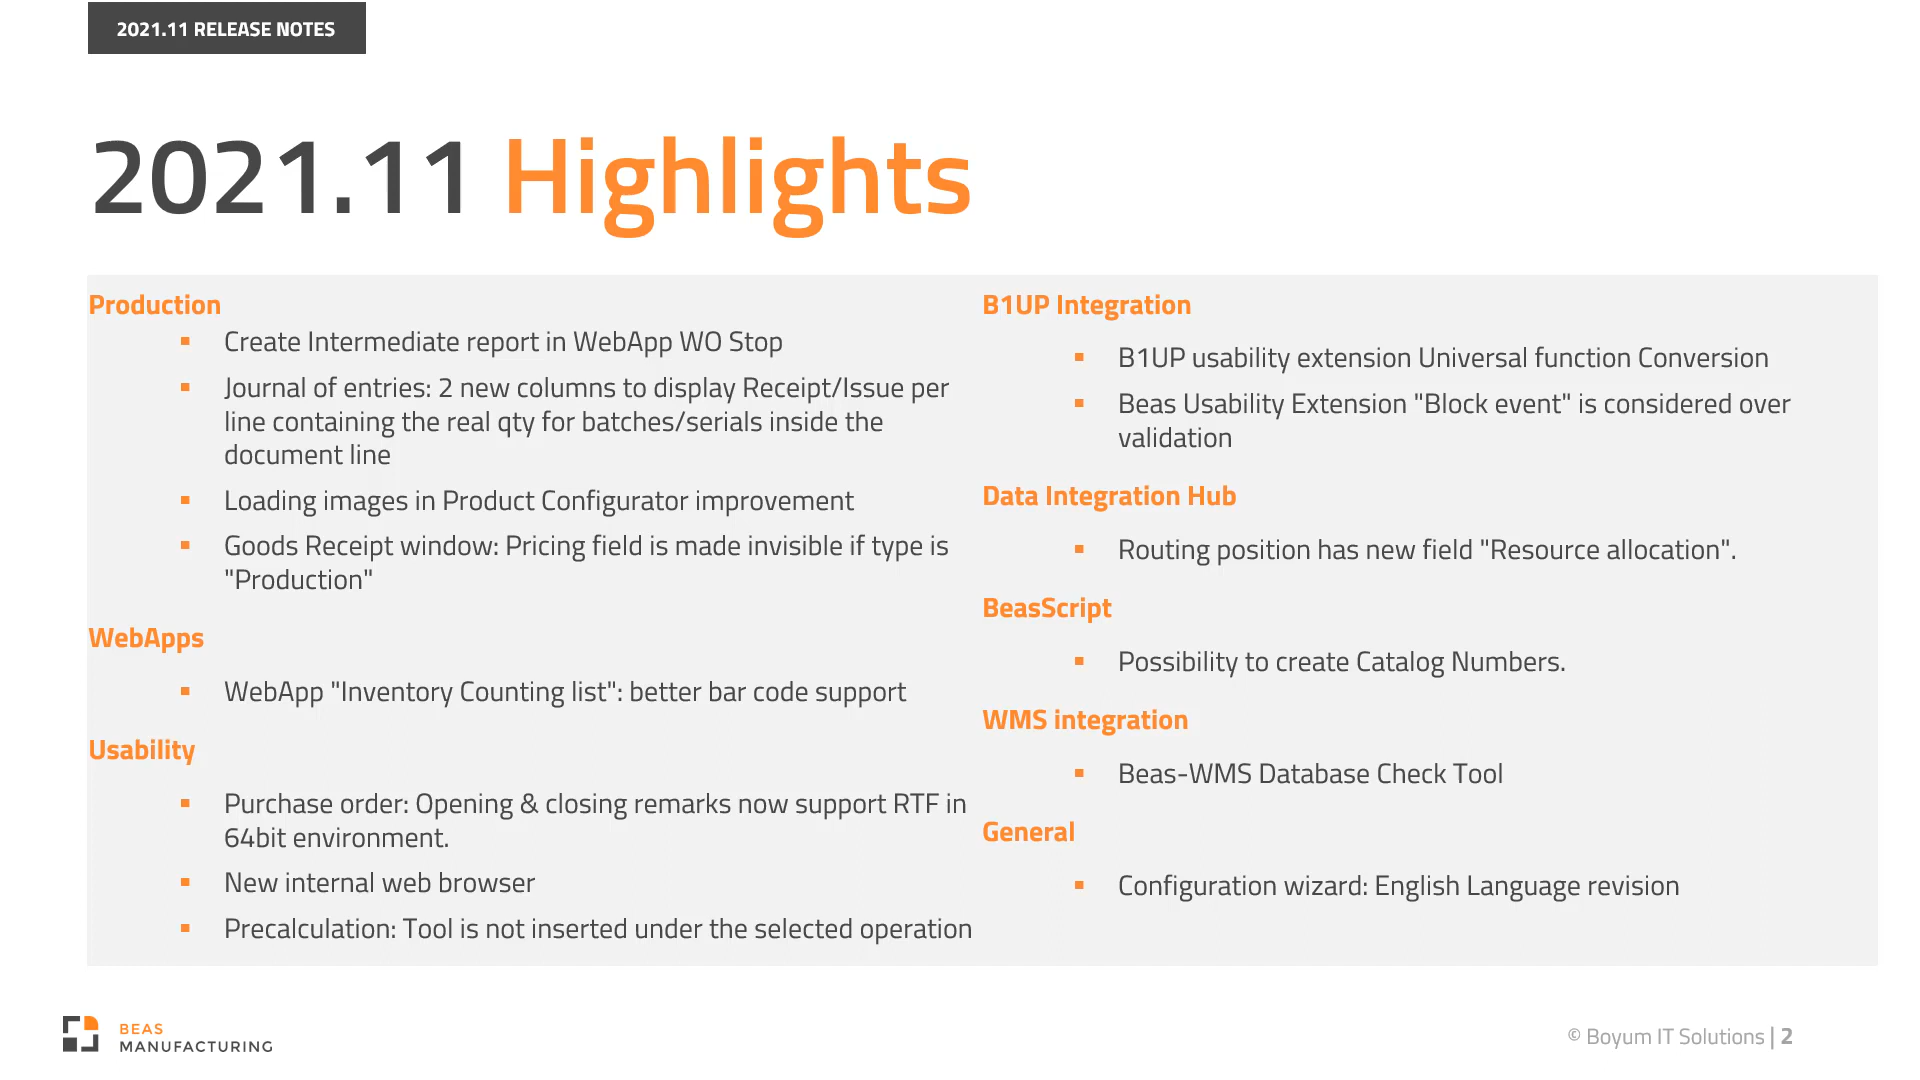 2021.11 RELEASE NOTES
2021.11 Highlights
Production
▪ Create Intermediate report in WebApp WO Stop
▪ Journal of entries: 2 new columns to display Receipt/Issue per
line containing the real qty for batches/serials inside the
document line
▪ Loading images in Product Configurator improvement
▪ Goods Receipt window: Pricing field is made invisible if type is
"Production"
WebApps
▪ WebApp "Inventory Counting list": better bar code support
Usability
▪ Purchase order: Opening & closing remarks now support RTF in
64bit environment.
▪ New internal web browser
▪ Precalculation: Tool is not inserted under the selected operation
B1UP Integration
▪ B1UP usability extension Universal function Conversion
▪ Beas Usability Extension "Block event" is considered over
validation
Data Integration Hub
▪ Routing position has new field "Resource allocation".
BeasScript
▪ Possibility to create Catalog Numbers.
WMS integration
▪ Beas-WMS Database Check Tool
General
▪ Configuration wizard: English Language revision
BEAS
MANUFACTURING
© Boyum IT Solutions | 2